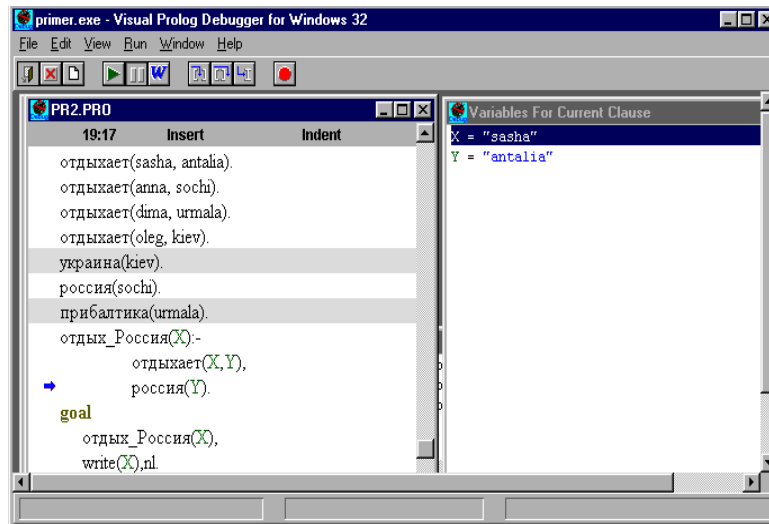 primer.exe - Visual Prolog Debugger for Windows 32
File Edit View Run Window Help
W
PR2.PRO
19:17 Insert Indent
отдыхает(sasha, antalia).
отдыхает(anna, sochi).
отдыхает(dima, urmala).
отдыхает(oleg, kiev).
украина(kiev).
россия(sochi).
прибалтика(urmala).
отдых_Россия(X):-
отдыхает(X,Y),
россия(Y).
goal
отдых_Россия(X),
write(X),nl.
Variables For Current Clause
X = "sasha"
Y = "antalia"